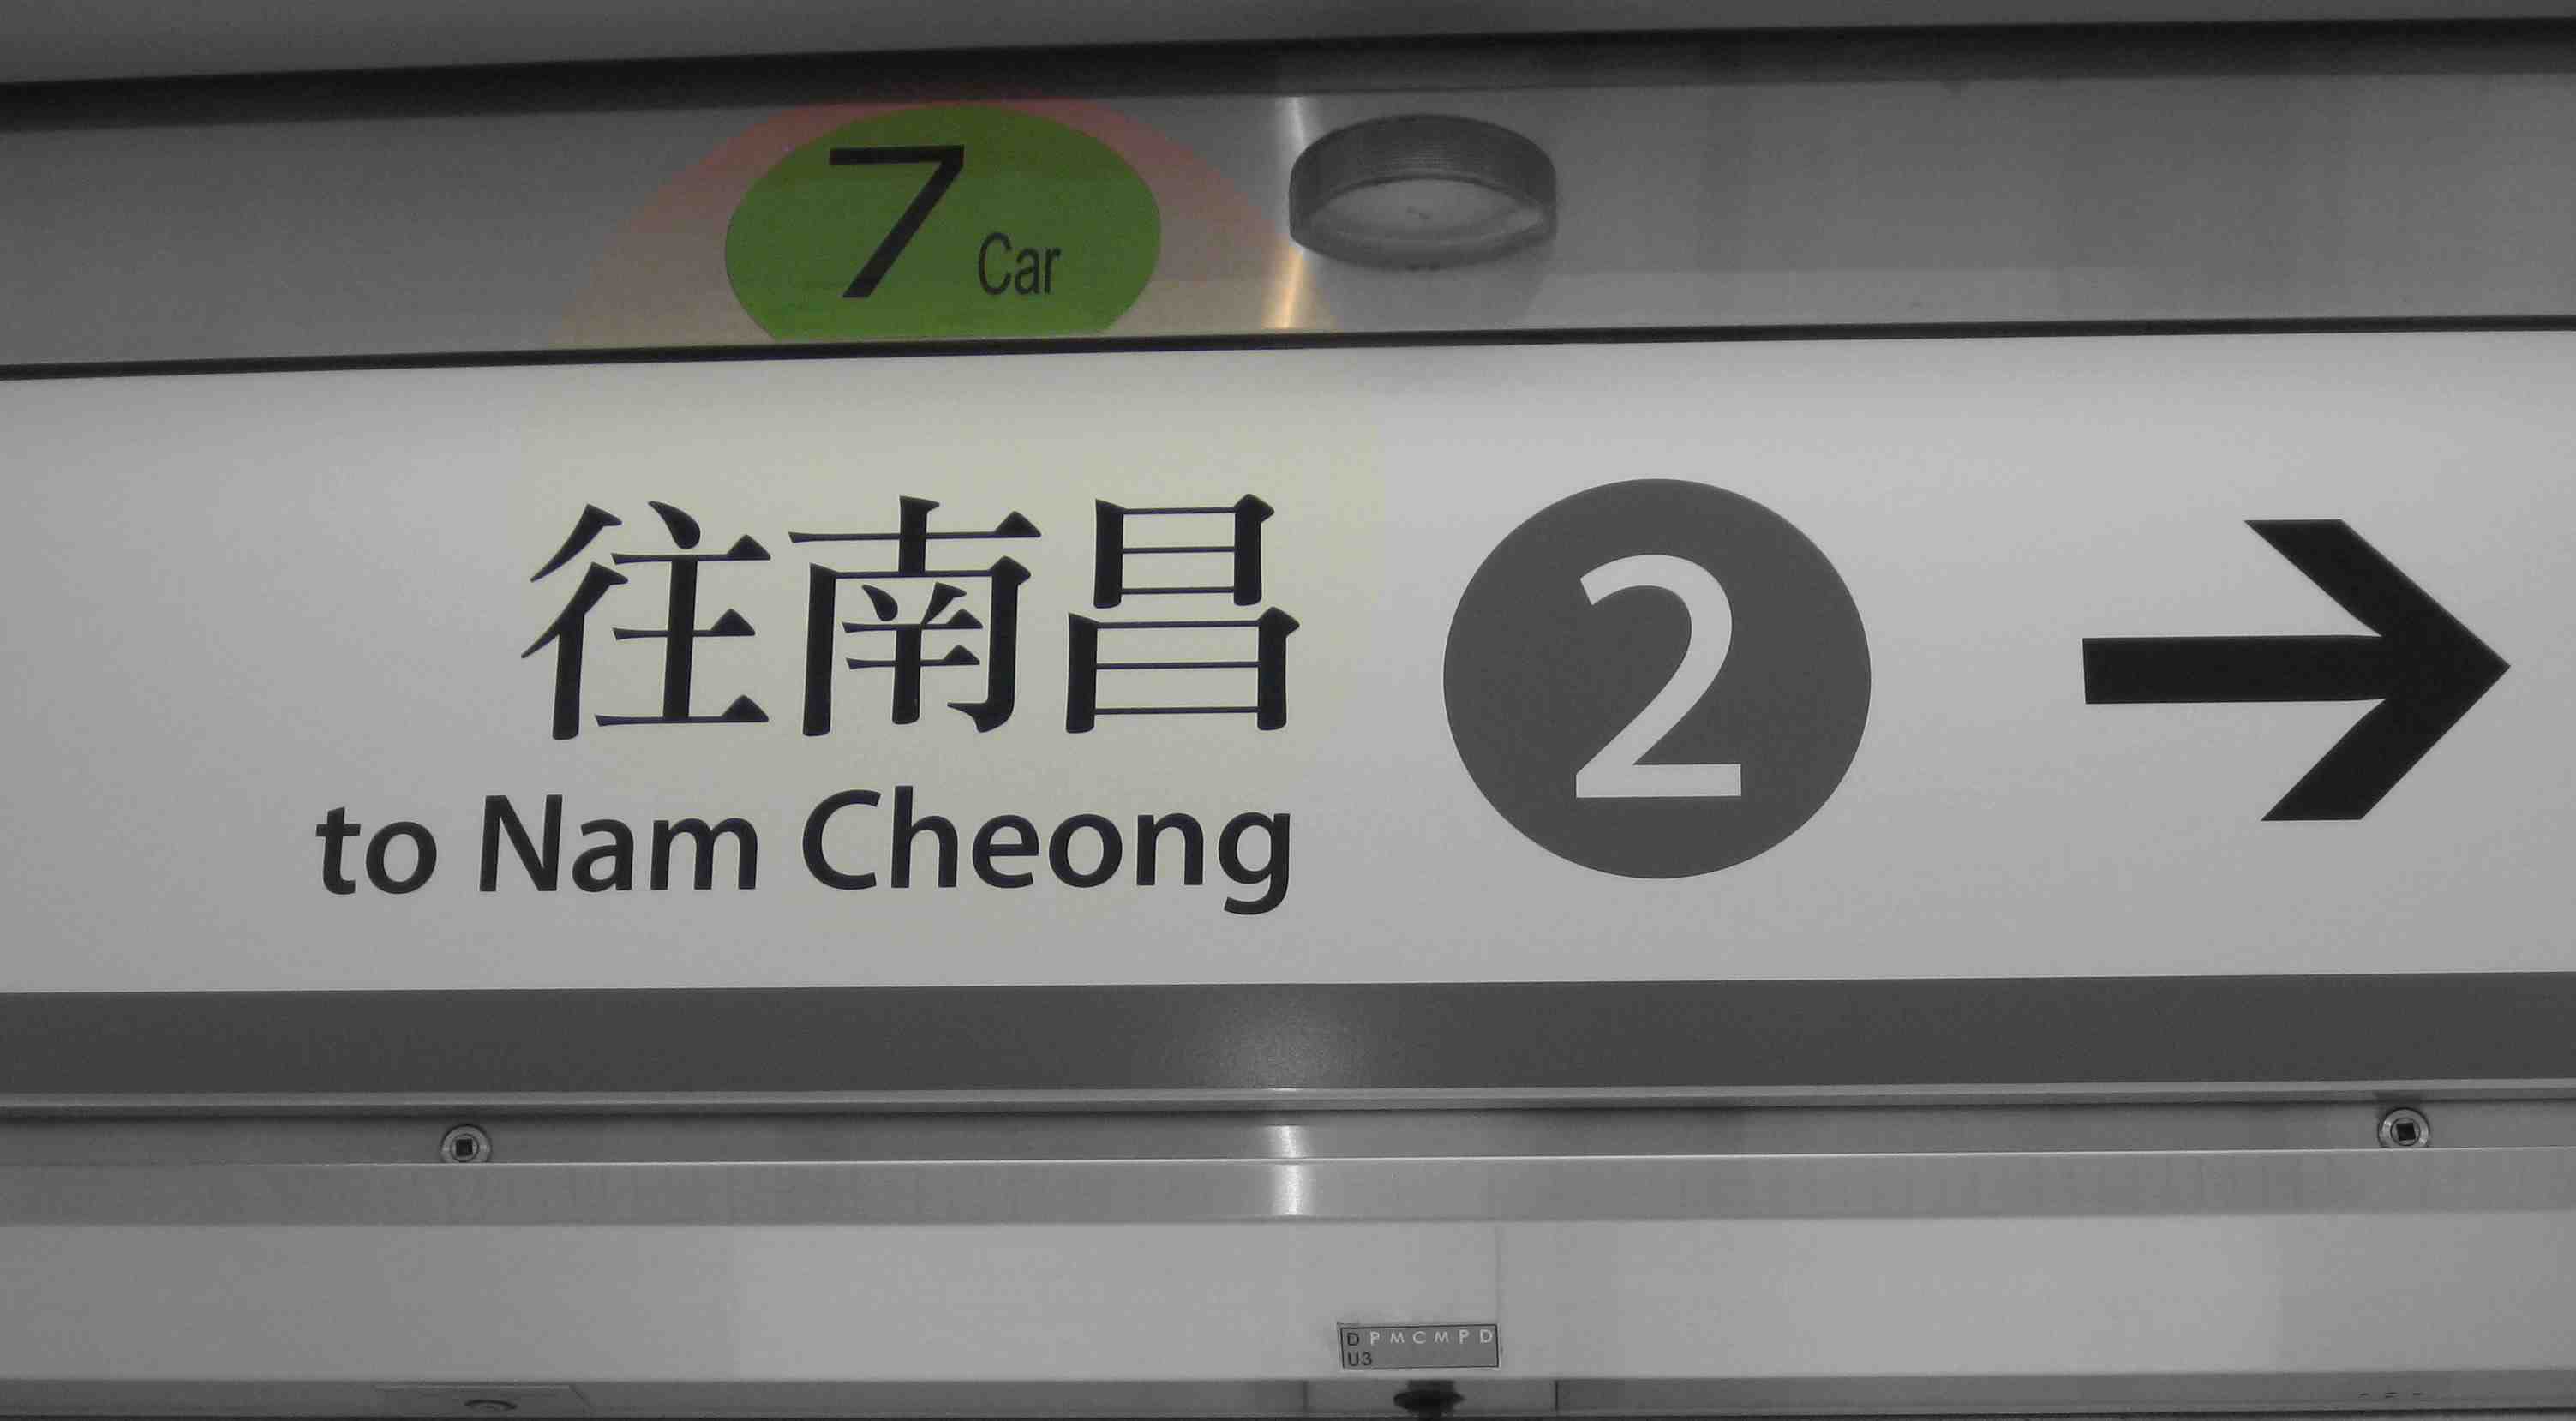 7 Car
往南昌
to Nam Cheong
2
D P M C M P D
U3